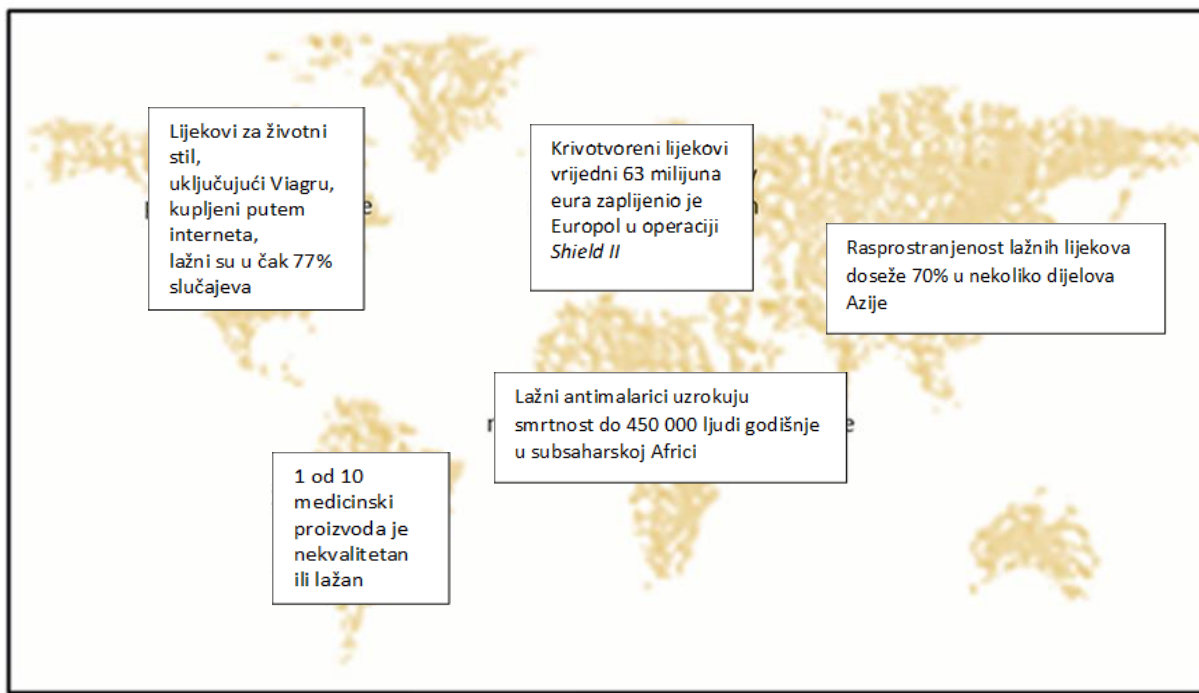 Lijekovi za životni
stil,
uključujući Viagru,
kupljeni putem
interneta,
lažni su u čak 77%
slučajeva
Krivotvoreni lijekovi
vrijedni 63 milijuna
eura zaplijenio je
Europol u operaciji
Shield II
Rasprostranjenost lažnih lijekova
doseže 70% u nekoliko dijelova
Azije
Lažni antimalarici uzrokuju
smrtnost do 450 000 ljudi godišnje
u subsaharskoj Africi
1 od 10
medicinski
proizvoda je
nekvalitetan
ili lažan